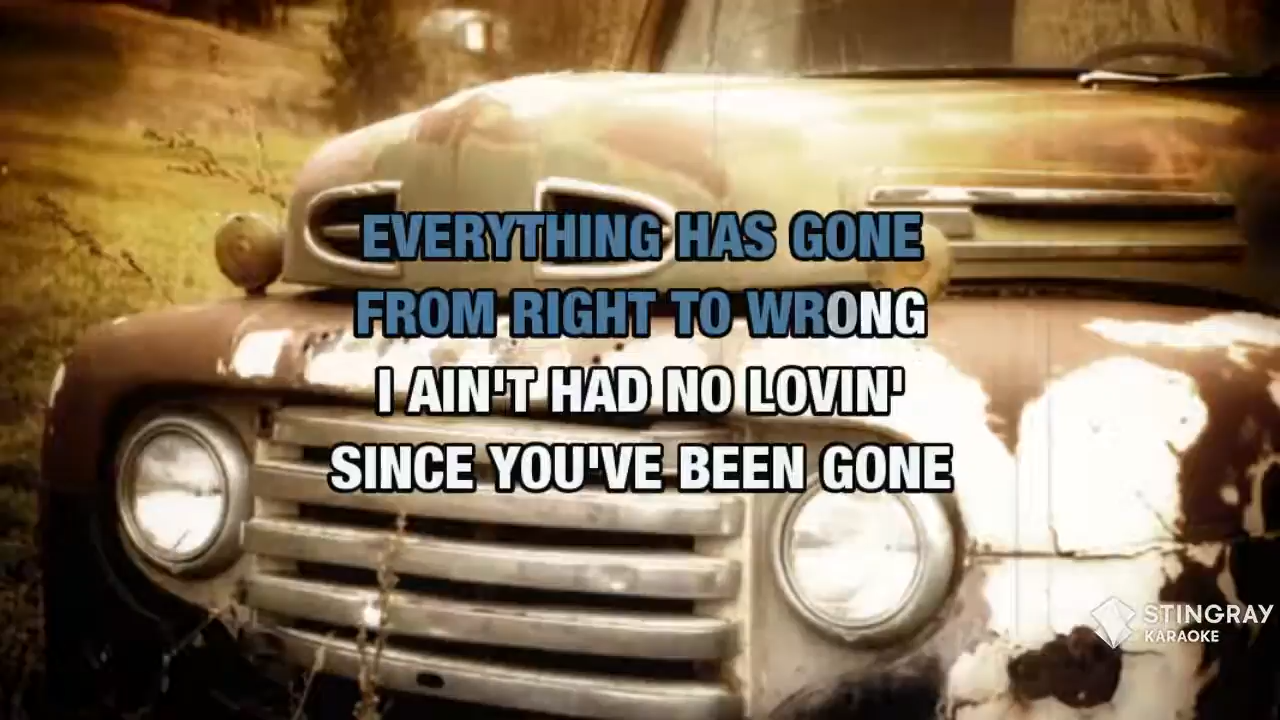 EVERYTHING HAS GONE
FROM RIGHT TO WRONG
I AIN'T HAD NO LOVIN'
SINCE YOU'VE BEEN GONE
STINGRAY
KARAOKE